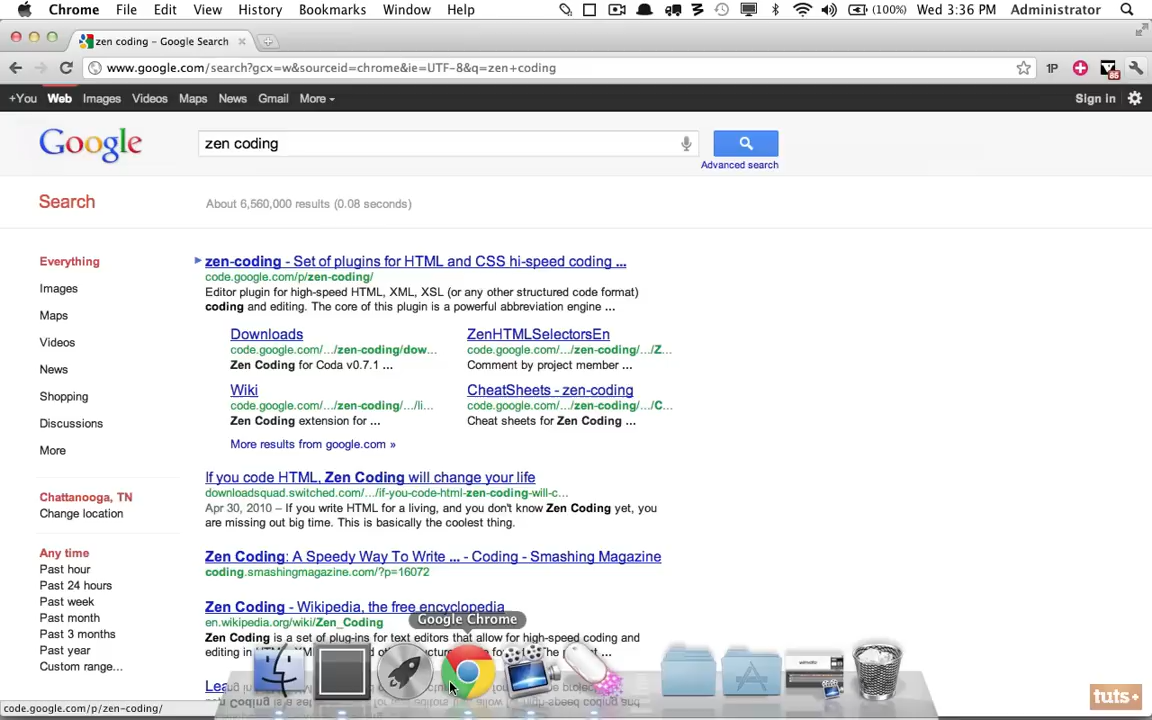 Chrome File Edit View History Bookmarks Window Help (100%) Wed 3:36 PM Administrator
zen coding – Google Search
www.google.com/search?gcx=w&sourceid=chrome&ie=UTF-8&q=zen+coding 1P 85
+You Web Images Videos Maps News Gmail More Sign in
Google zen coding
Advanced search
Search About 6,560,000 results (0.08 seconds)
Everything
Images
Maps
Videos
News
Shopping
Discussions
More
Chattanooga, TN
Change location
Any time
Past hour
Past 24 hours
Past week
Past month
Past 3 months
Past year
Custom range...
zen-coding - Set of plugins for HTML and CSS hi-speed coding ...
code.google.com/p/zen-coding/
Editor plugin for high-speed HTML, XML, XSL (or any other structured code format)
coding and editing. The core of this plugin is a powerful abbreviation engine ...
Downloads
code.google.com/.../zen-coding/dow...
Zen Coding for Coda v0.7.1 ...
ZenHTMLSelectorsEn
code.google.com/.../zen-coding/.../Z...
Comment by project member ...
Wiki
code.google.com/.../zen-coding/.../li...
Zen Coding extension for ...
CheatSheets - zen-coding
code.google.com/.../zen-coding/.../C...
Cheat sheets for Zen Coding ...
More results from google.com »
If you code HTML, Zen Coding will change your life
downloadsquad.switched.com/.../if-you-code-html-zen-coding-will-c...
Apr 30, 2010 – If you write HTML for a living, and you don't know Zen Coding yet, you
are missing out big time. This is basically the coolest thing.
Zen Coding: A Speedy Way To Write ... - Coding - Smashing Magazine
coding.smashingmagazine.com/?p=16072
Zen Coding - Wikipedia, the free encyclopedia
en.wikipedia.org/wiki/Zen_Coding
Google Chrome
Zen Coding is a set of plug-ins for text editors that allow for high-speed coding and
editing in
code.google.com/p/zen-coding/
tuts+